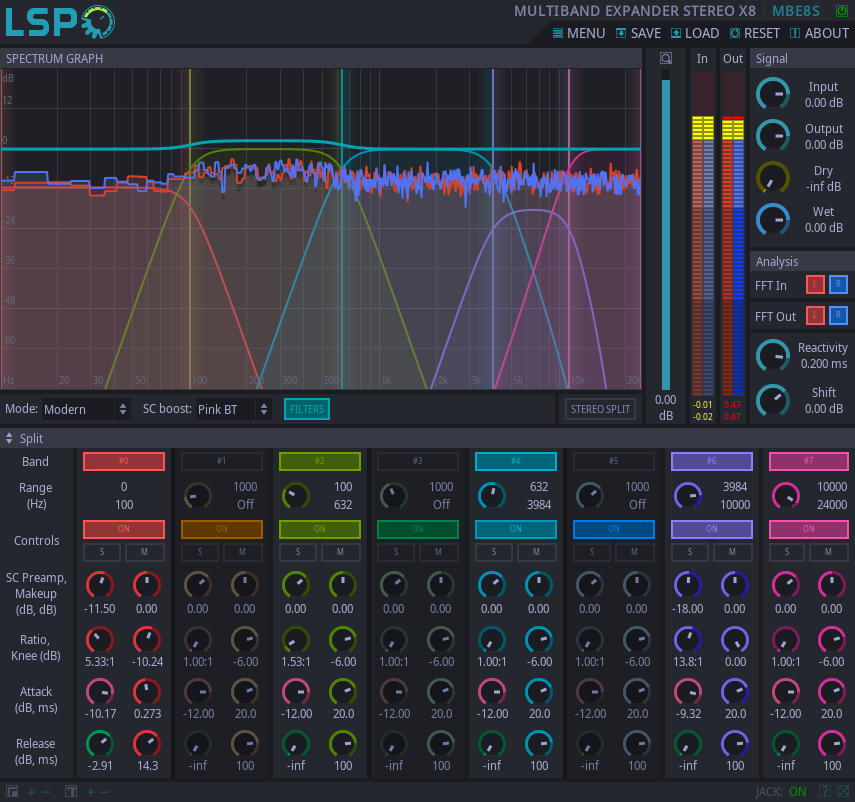 LSP MULTIBAND EXPANDER STEREO X8 MBE8S
MENU SAVE LOAD RESET ABOUT
SPECTRUM GRAPH In Out Signal
dB
12
0
-12
-24
-36
-48
-60
Hz 20 30 50 100 200 300 500 1k 2k 3k 5k 10k 20k
Input
0.00 dB
Output
0.00 dB
Dry
-inf dB
Wet
0.00 dB
Analysis
FFT In L R
FFT Out L R
Reactivity
0.200 ms
Shift
0.00 dB
0.00
dB
-0.01 0.47
-0.02 0.47
Mode: Modern SC boost: Pink BT FILTERS STEREO SPLIT
Split
Band #0 #1 #2 #3 #4 #5 #6 #7
Range 0 1000 100 1000 632 1000 3984 10000
(Hz) 100 Off 632 Off 3984 Off 10000 24000
Controls ON ON ON ON ON ON ON ON
S M S M S M S M S M S M S M S M
SC Preamp,
Makeup
(dB, dB) -11.50 0.00 0.00 0.00 0.00 0.00 0.00 0.00 0.00 0.00 0.00 0.00 -18.00 0.00 0.00 0.00
Ratio,
Knee (dB) 5.33:1 -10.24 1.00:1 -6.00 1.53:1 -6.00 1.00:1 -6.00 1.00:1 -6.00 1.00:1 -6.00 13.8:1 0.00 1.00:1 -6.00
Attack
(dB, ms) -10.17 0.273 -12.00 20.0 -12.00 20.0 -12.00 20.0 -12.00 20.0 -12.00 20.0 -9.32 20.0 -12.00 20.0
Release
(dB, ms) -2.91 14.3 -inf 100 -inf 100 -inf 100 -inf 100 -inf 100 -inf 100 -inf 100
JACK: ON ?